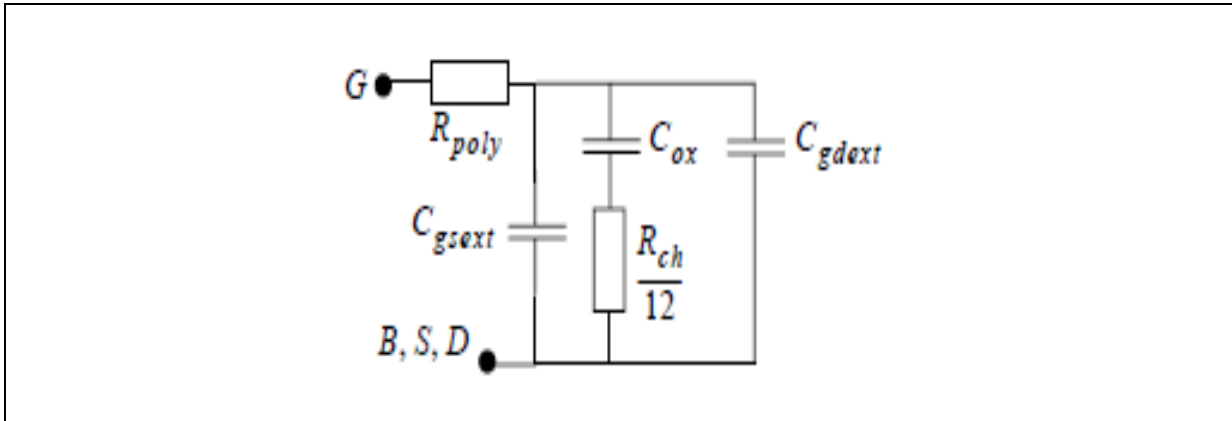 G
R_poly
C_ox
C_gdext
C_gsext
R_ch
12
B, S, D